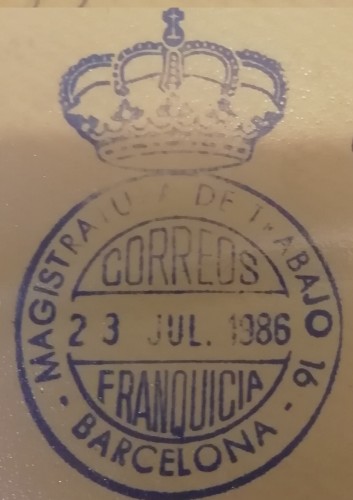 MAGISTRATURA DE TRABAJO 16
CORREOS
23 JUL. 1986
FRANQUICIA
- BARCELONA -